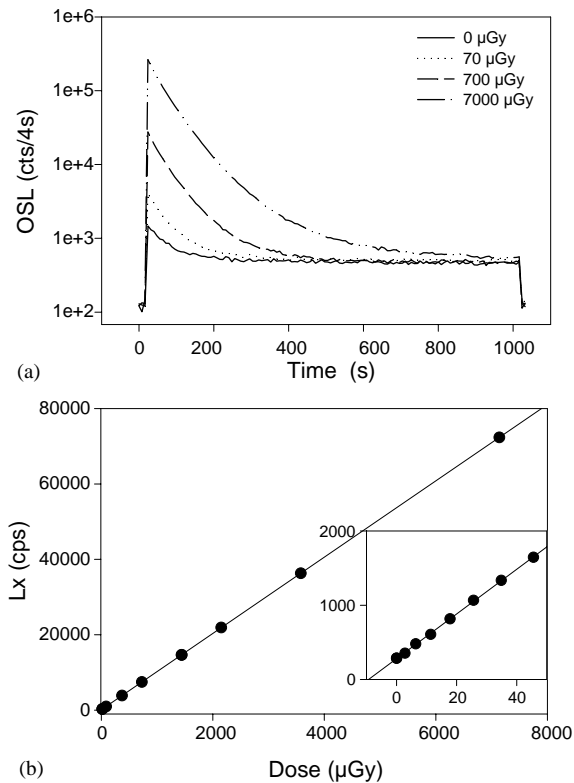 1e+6
0 µGy
70 µGy
700 µGy
7000 µGy
1e+5
1e+4
1e+3
1e+2
OSL (cts/4s)
0 200 400 600 800 1000
Time (s)
(a)
80000
60000
40000
20000
0
Lx (cps)
2000
1000
0
0 20 40
0 2000 4000 6000 8000
Dose (µGy)
(b)